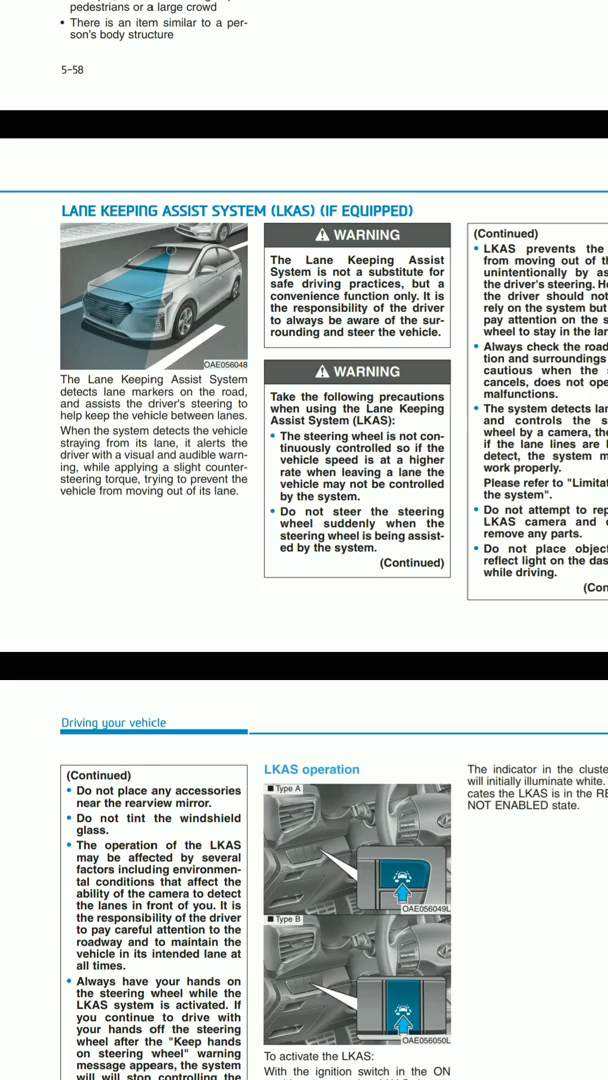 pedestrians or a large crowd
• There is an item similar to a per-
son's body structure
5-58
LANE KEEPING ASSIST SYSTEM (LKAS) (IF EQUIPPED)
OAE056048
The Lane Keeping Assist System
detects lane markers on the road,
and assists the driver's steering to
help keep the vehicle between lanes.
When the system detects the vehicle
straying from its lane, it alerts the
driver with a visual and audible warn-
ing, while applying a slight counter-
steering torque, trying to prevent the
vehicle from moving out of its lane.
WARNING
The Lane Keeping Assist
System is not a substitute for
safe driving practices, but a
convenience function only. It is
the responsibility of the driver
to always be aware of the sur-
rounding and steer the vehicle.
WARNING
Take the following precautions
when using the Lane Keeping
Assist System (LKAS):
• The steering wheel is not con-
tinuously controlled so if the
vehicle speed is at a higher
rate when leaving a lane the
vehicle may not be controlled
by the system.
• Do not steer the steering
wheel suddenly when the
steering wheel is being assist-
ed by the system.
(Continued)
(Continued)
• LKAS prevents the
from moving out of th
unintentionally by as
the driver's steering. He
the driver should not
rely on the system but
pay attention on the s
wheel to stay in the lan
• Always check the road
tion and surroundings
cautious when the
cancels, does not ope
malfunctions.
• The system detects lan
and controls the s
wheel by a camera, the
if the lane lines are
detect, the system m
work properly.
Please refer to "Limitat
the system".
• Do not attempt to rep
LKAS camera and
remove any parts.
• Do not place objec
reflect light on the das
while driving.
(Con
Driving your vehicle
(Continued)
• Do not place any accessories
near the rearview mirror.
• Do not tint the windshield
glass.
• The operation of the LKAS
may be affected by several
factors including environmen-
tal conditions that affect the
ability of the camera to detect
the lanes in front of you. It is
the responsibility of the driver
to pay careful attention to the
roadway and to maintain the
vehicle in its intended lane at
all times.
• Always have your hands on
the steering wheel while the
LKAS system is activated. If
you continue to drive with
your hands off the steering
wheel after the "Keep hands
on steering wheel" warning
message appears, the system
will will stop controlling the
LKAS operation
■ Type A
OAE056049L
■ Type B
OAE056050L
To activate the LKAS:
With the ignition switch in the ON
The indicator in the cluste
will initially illuminate white.
cates the LKAS is in the RE
NOT ENABLED state.